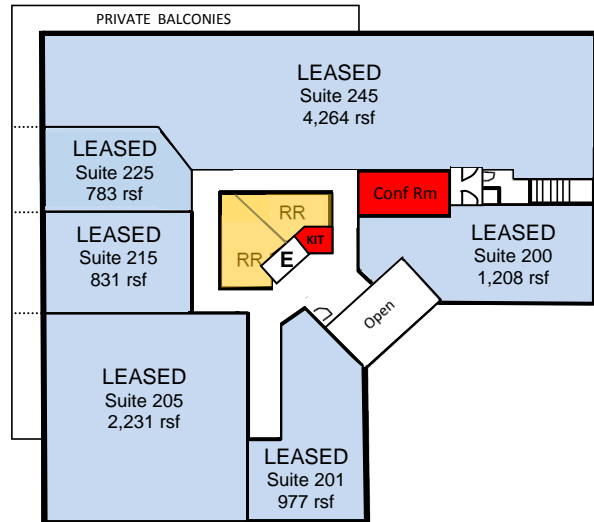 PRIVATE BALCONIES
LEASED
Suite 245
4,264 rsf
LEASED
Suite 225
783 rsf
Conf Rm
RR
KIT
RR
E
LEASED
Suite 215
831 rsf
LEASED
Suite 200
1,208 rsf
Open
LEASED
Suite 205
2,231 rsf
LEASED
Suite 201
977 rsf